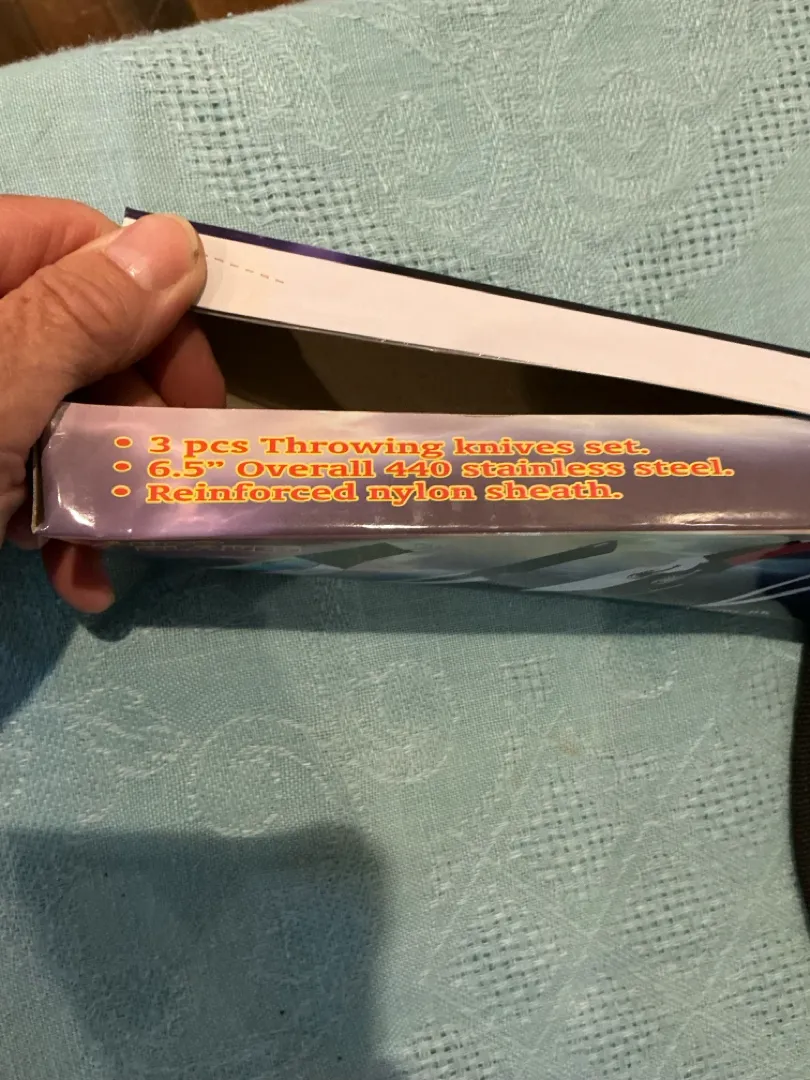 • 3 pcs Throwing knives set.
• 6.5” Overall 440 stainless steel.
• Reinforced nylon sheath.